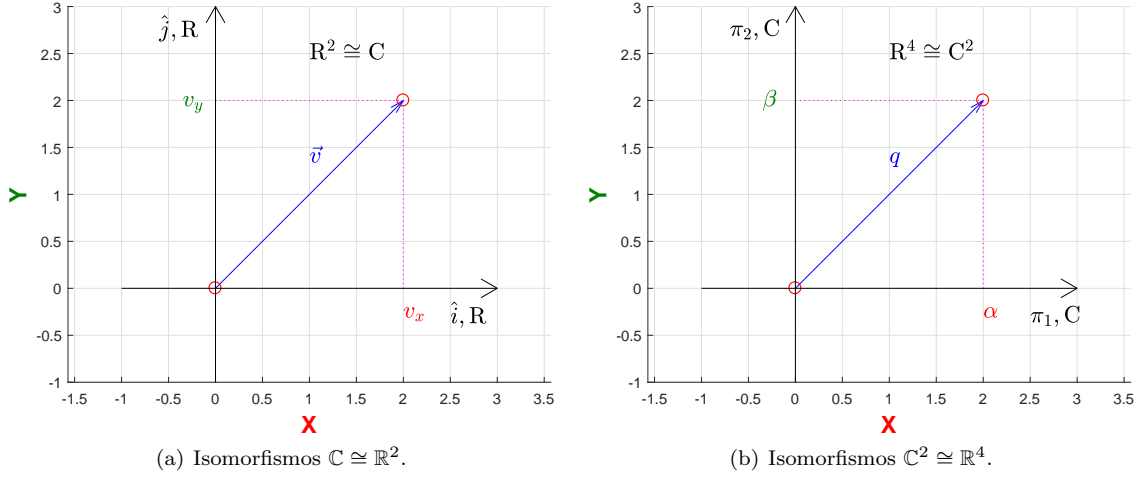 3
2.5
2
1.5
1
0.5
0
-0.5
-1
-1.5 -1 -0.5 0 0.5 1 1.5 2 2.5 3 3.5
Y
X
ĵ, R
R² ≅ C
v_y
v⃗
v_x
î, R
(a) Isomorfismos ℂ ≅ ℝ².
3
2.5
2
1.5
1
0.5
0
-0.5
-1
-1.5 -1 -0.5 0 0.5 1 1.5 2 2.5 3 3.5
Y
X
π₂, C
R⁴ ≅ C²
β
q
α
π₁, C
(b) Isomorfismos ℂ² ≅ ℝ⁴.